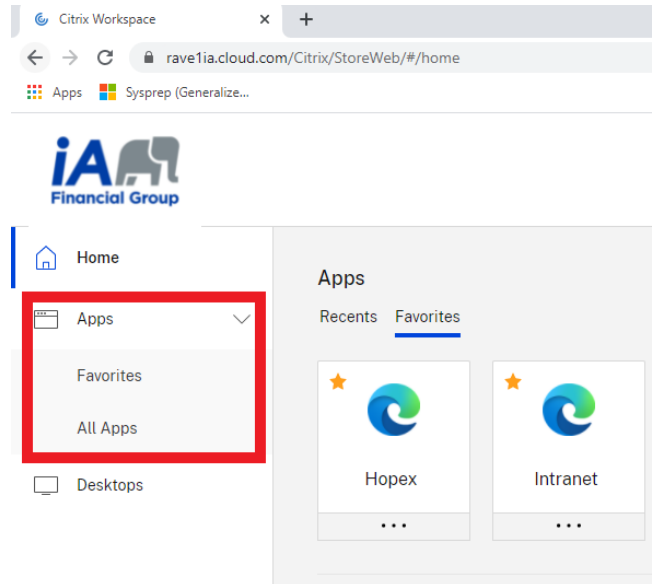 Citrix Workspace
rave1ia.cloud.com/Citrix/StoreWeb/#/home
Apps Sysprep (Generalize...
iA
Financial Group
Home
Apps
Favorites
All Apps
Desktops
Apps
Recents Favorites
Hopex Intranet